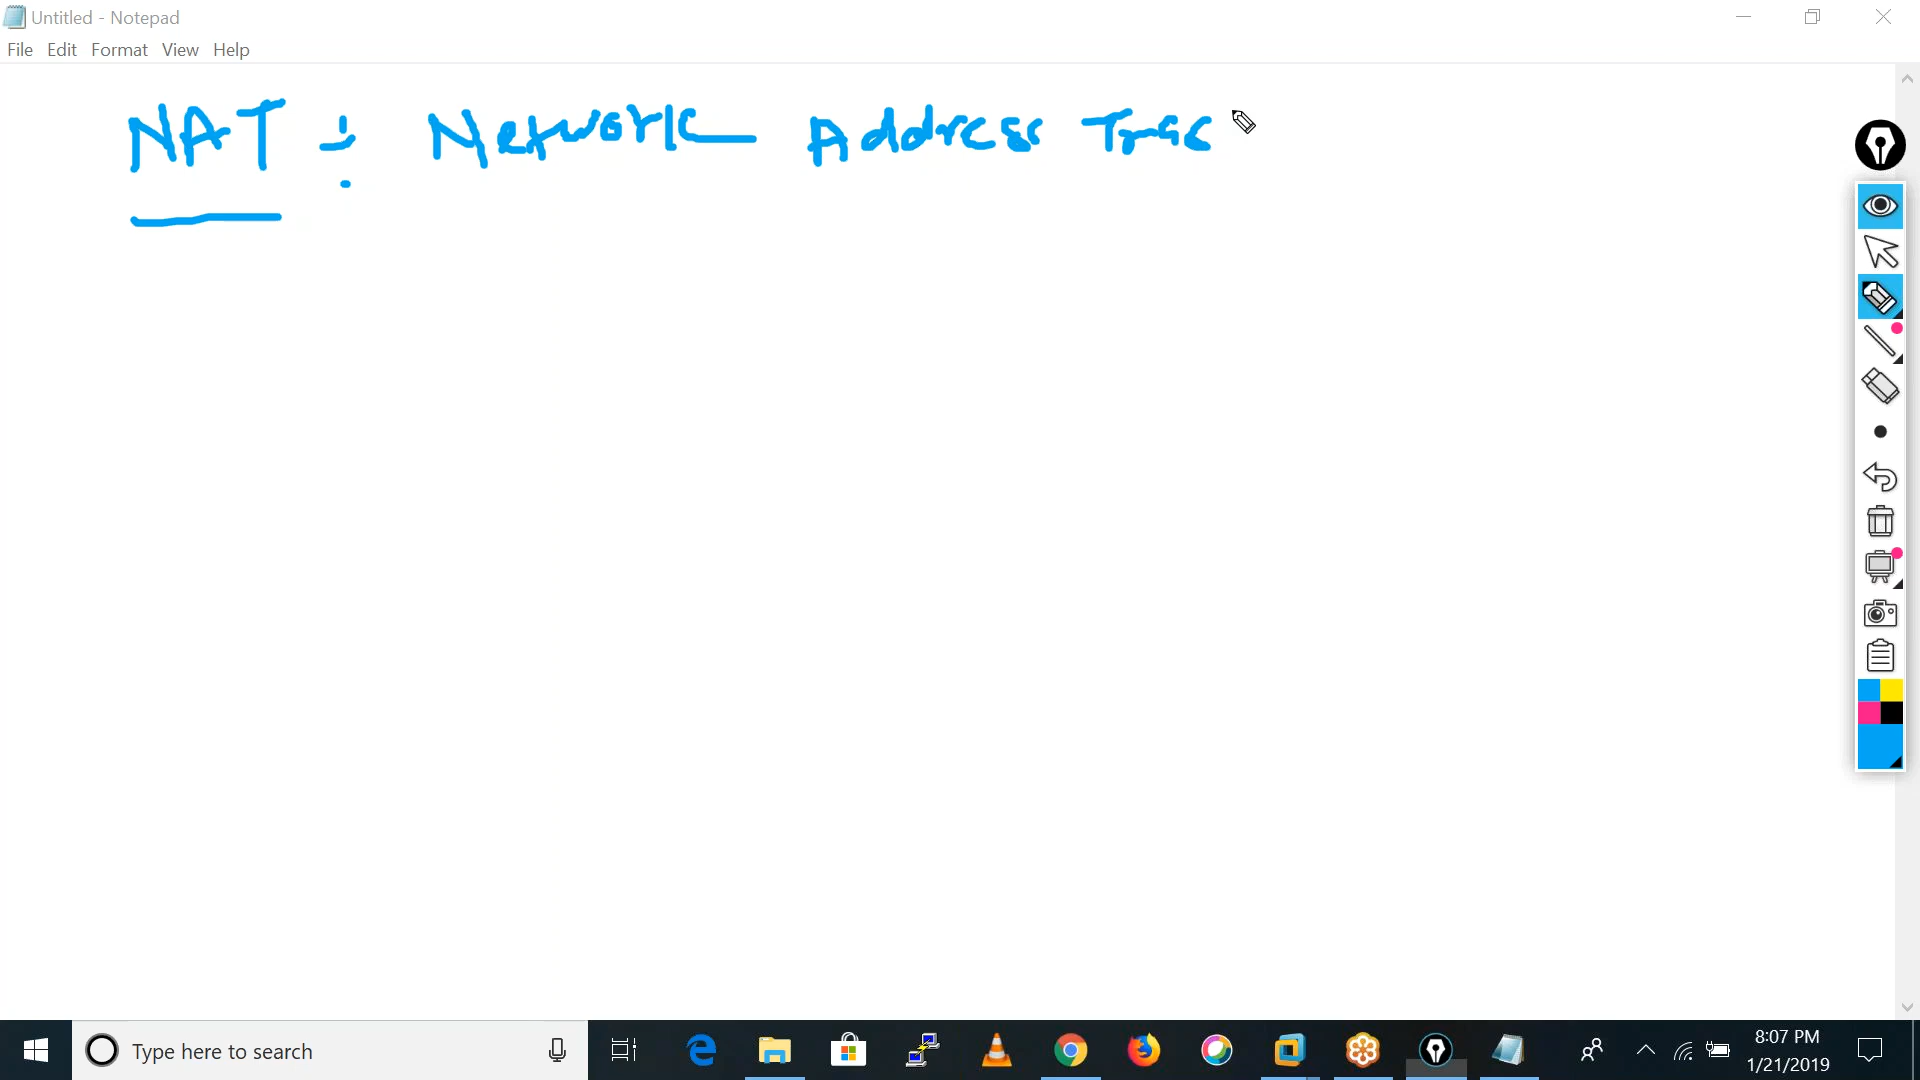 Untitled - Notepad
File Edit Format View Help
NAT : Network Address Tras
Type here to search
8:07 PM
1/21/2019